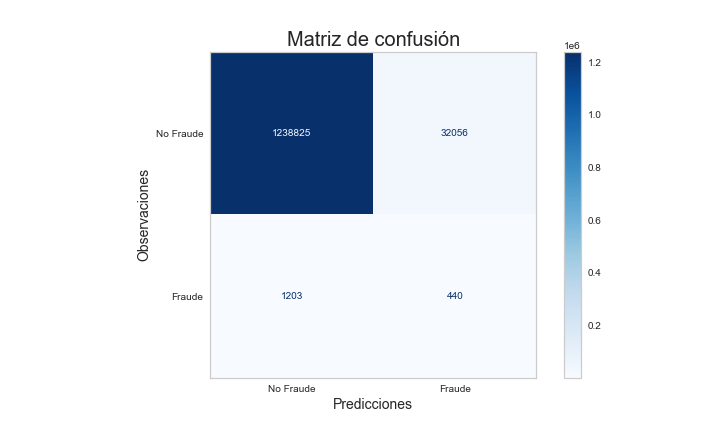 Matriz de confusión
1e6
No Fraude
1238825
32056
Fraude
1203
440
Observaciones
No Fraude
Fraude
Predicciones
1.2
1.0
0.8
0.6
0.4
0.2